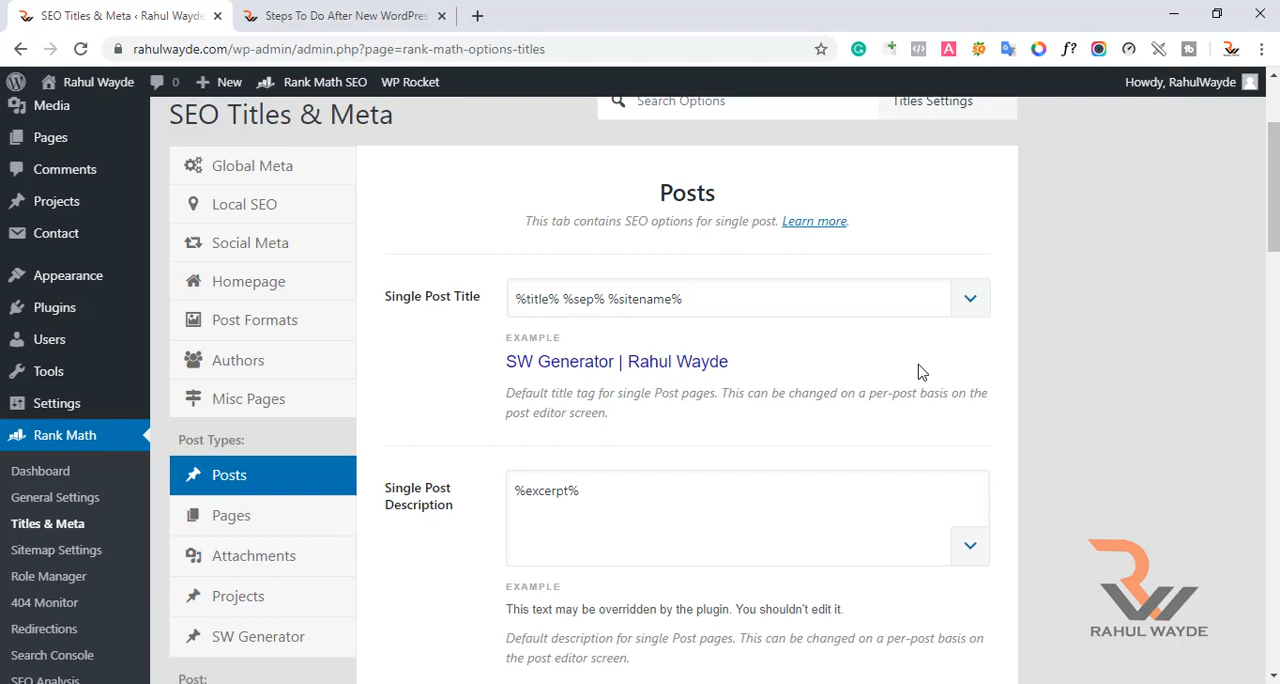 SEO Titles & Meta ‹ Rahul Wayde
Steps To Do After New WordPres
rahulwayde.com/wp-admin/admin.php?page=rank-math-options-titles
Rahul Wayde
0
New
Rank Math SEO
WP Rocket
Howdy, RahulWayde
Media
Pages
Comments
Projects
Contact
Appearance
Plugins
Users
Tools
Settings
Rank Math
Dashboard
General Settings
Titles & Meta
Sitemap Settings
Role Manager
404 Monitor
Redirections
Search Console
SEO Analysis
SEO Titles & Meta
Search Options
Titles Settings
Global Meta
Local SEO
Social Meta
Homepage
Post Formats
Authors
Misc Pages
Post Types:
Posts
Pages
Attachments
Projects
SW Generator
Post:
Posts
This tab contains SEO options for single post. Learn more.
Single Post Title
%title% %sep% %sitename%
EXAMPLE
SW Generator | Rahul Wayde
Default title tag for single Post pages. This can be changed on a per-post basis on the
post editor screen.
Single Post
Description
%excerpt%
EXAMPLE
This text may be overridden by the plugin. You shouldn't edit it.
Default description for single Post pages. This can be changed on a per-post basis on
the post editor screen.
RAHUL WAYDE